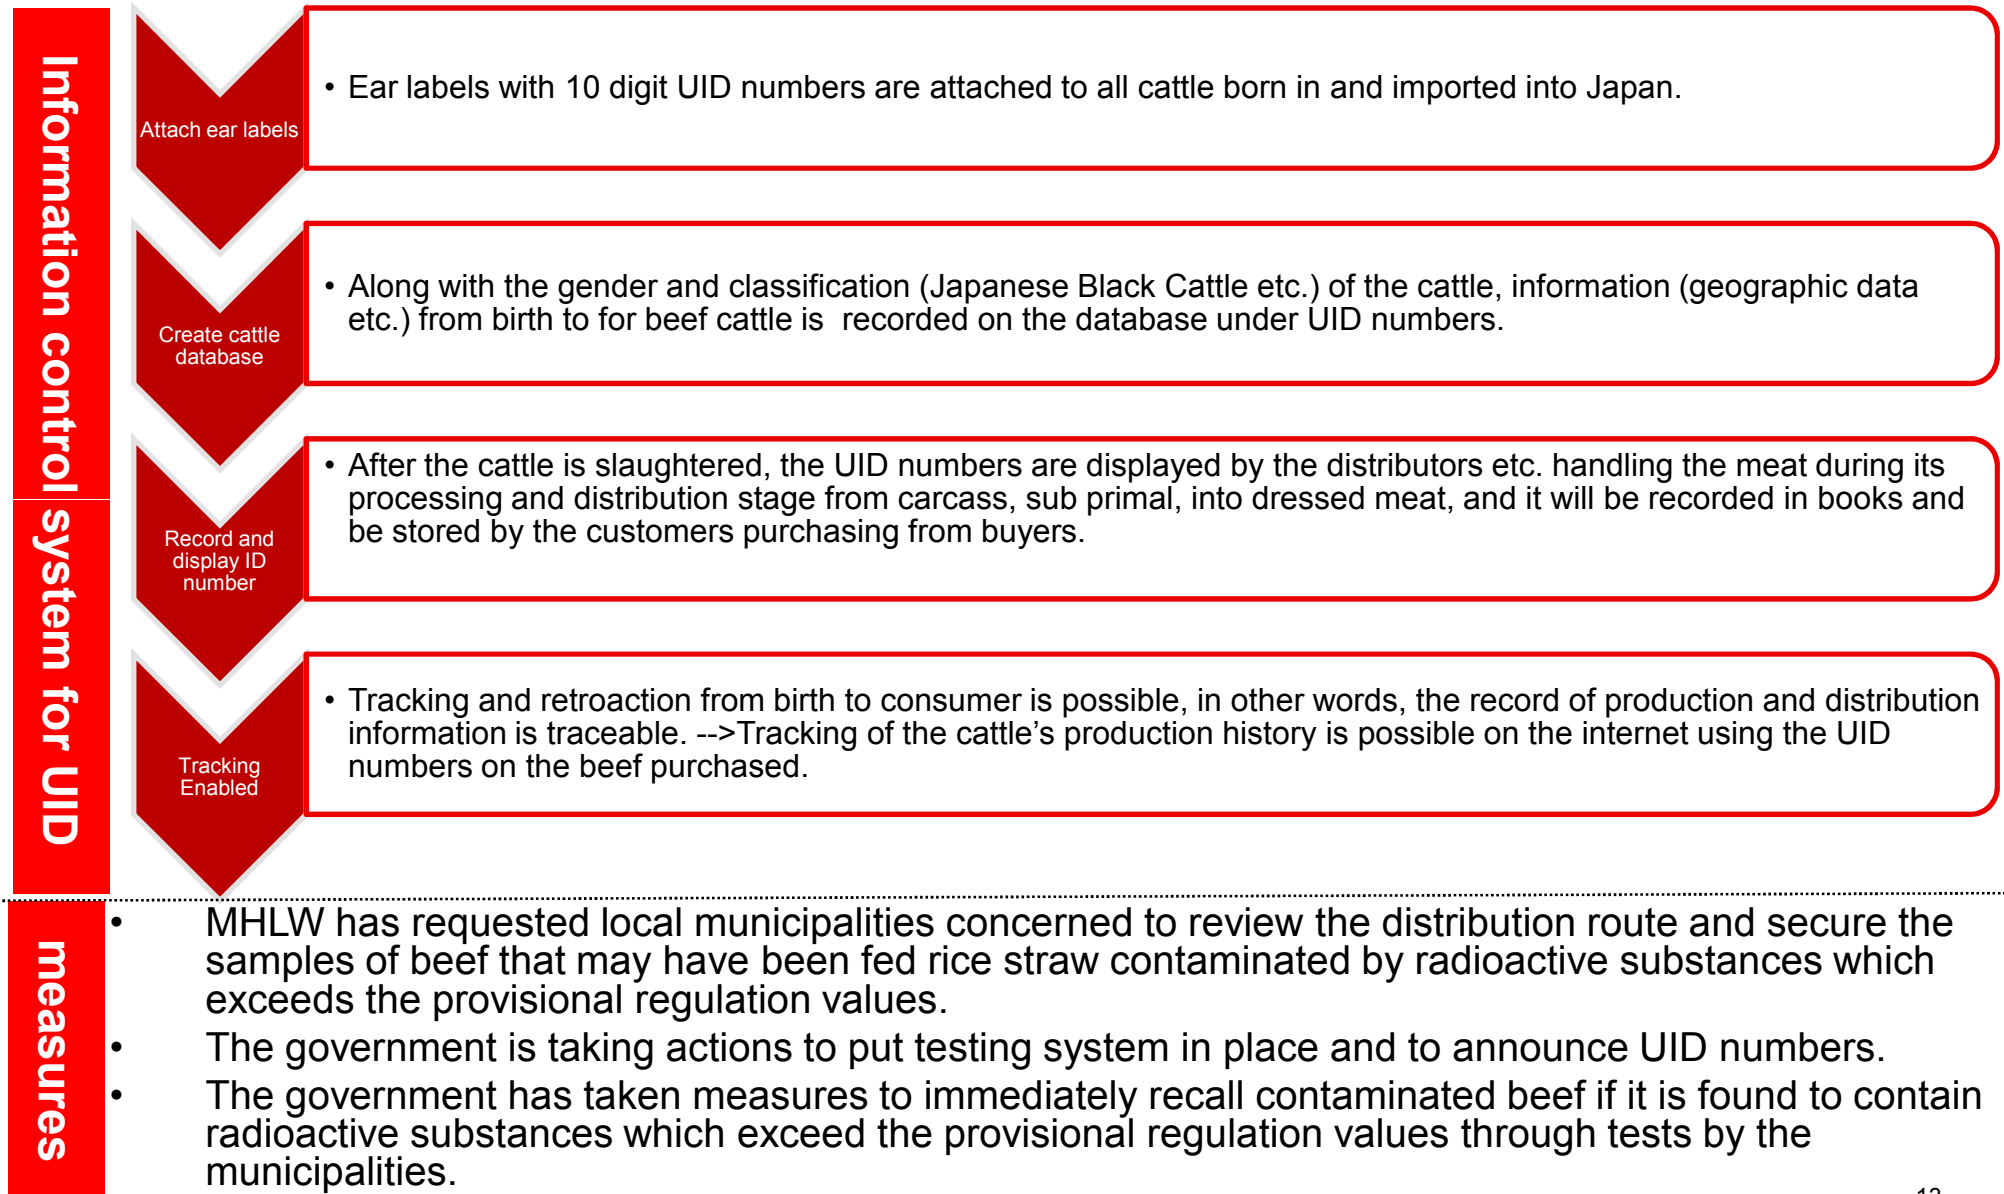 Information control system for UID
Attach ear labels
• Ear labels with 10 digit UID numbers are attached to all cattle born in and imported into Japan.
Create cattle
database
• Along with the gender and classification (Japanese Black Cattle etc.) of the cattle, information (geographic data
etc.) from birth to for beef cattle is  recorded on the database under UID numbers.
Record and
display ID
number
• After the cattle is slaughtered, the UID numbers are displayed by the distributors etc. handling the meat during its
processing and distribution stage from carcass, sub primal, into dressed meat, and it will be recorded in books and
be stored by the customers purchasing from buyers.
Tracking
Enabled
• Tracking and retroaction from birth to consumer is possible, in other words, the record of production and distribution
information is traceable. -->Tracking of the cattle’s production history is possible on the internet using the UID
numbers on the beef purchased.
measures
• MHLW has requested local municipalities concerned to review the distribution route and secure the
samples of beef that may have been fed rice straw contaminated by radioactive substances which
exceeds the provisional regulation values.
• The government is taking actions to put testing system in place and to announce UID numbers.
• The government has taken measures to immediately recall contaminated beef if it is found to contain
radioactive substances which exceed the provisional regulation values through tests by the
municipalities.